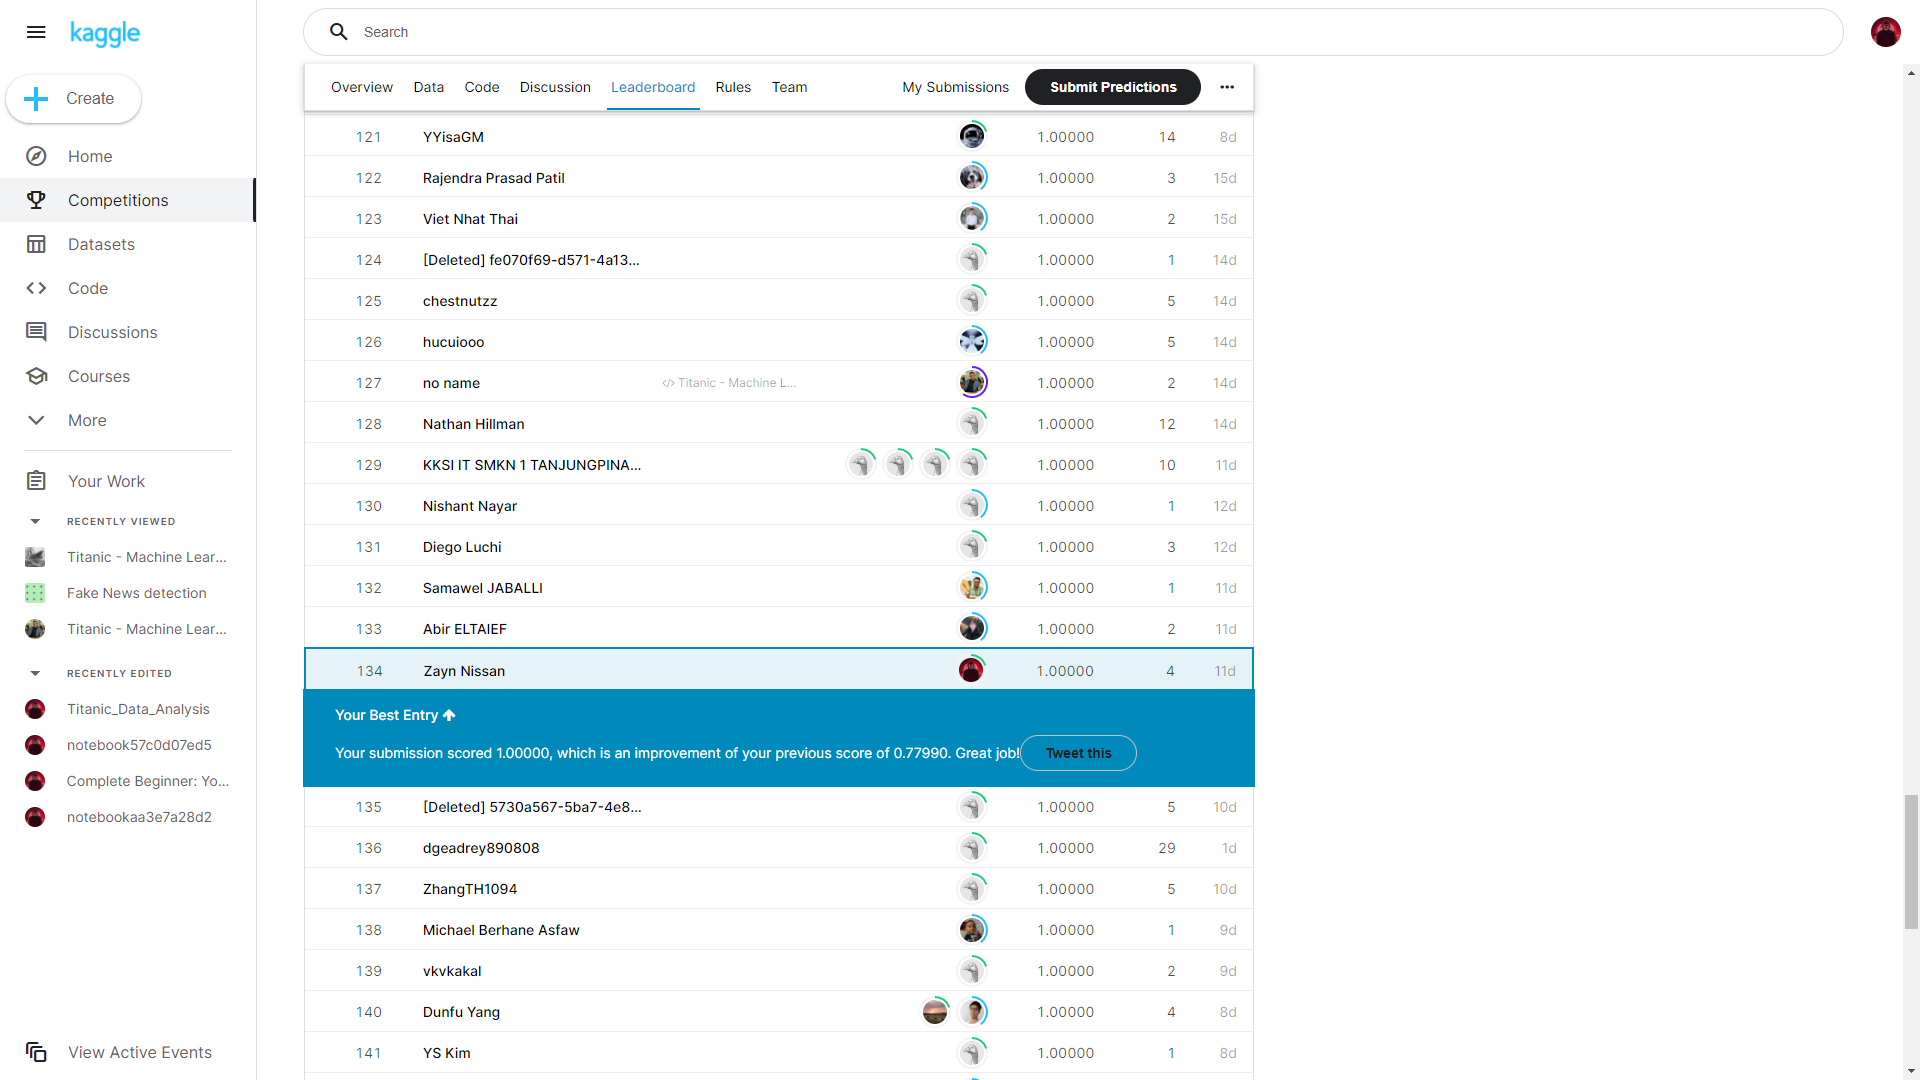 kaggle
Search
Create
Home
Competitions
Datasets
Code
Discussions
Courses
More
Your Work
RECENTLY VIEWED
Titanic - Machine Lear...
Fake News detection
Titanic - Machine Lear...
RECENTLY EDITED
Titanic_Data_Analysis
notebook57c0d07ed5
Complete Beginner: Yo...
notebookaa3e7a28d2
View Active Events
Overview Data Code Discussion Leaderboard Rules Team My Submissions Submit Predictions
121 YYisaGM 1.00000 14 8d
122 Rajendra Prasad Patil 1.00000 3 15d
123 Viet Nhat Thai 1.00000 2 15d
124 [Deleted] fe070f69-d571-4a13... 1.00000 1 14d
125 chestnutzz 1.00000 5 14d
126 hucuiooo 1.00000 5 14d
127 no name </> Titanic - Machine L... 1.00000 2 14d
128 Nathan Hillman 1.00000 12 14d
129 KKSI IT SMKN 1 TANJUNGPINA... 1.00000 10 11d
130 Nishant Nayar 1.00000 1 12d
131 Diego Luchi 1.00000 3 12d
132 Samawel JABALLI 1.00000 1 11d
133 Abir ELTAIEF 1.00000 2 11d
134 Zayn Nissan 1.00000 4 11d
Your Best Entry
Your submission scored 1.00000, which is an improvement of your previous score of 0.77990. Great job! Tweet this
135 [Deleted] 5730a567-5ba7-4e8... 1.00000 5 10d
136 dgeadrey890808 1.00000 29 1d
137 ZhangTH1094 1.00000 5 10d
138 Michael Berhane Asfaw 1.00000 1 9d
139 vkvkakal 1.00000 2 9d
140 Dunfu Yang 1.00000 4 8d
141 YS Kim 1.00000 1 8d